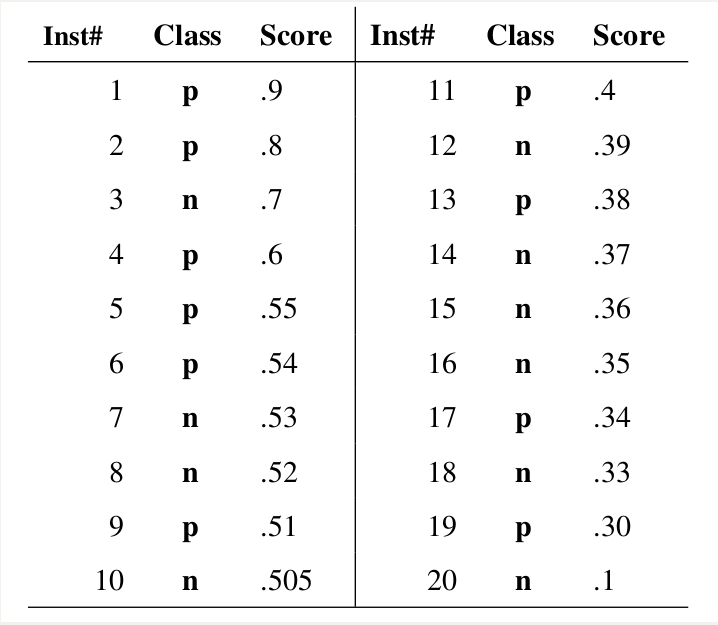 Inst# Class Score Inst# Class Score
1 p .9 11 p .4
2 p .8 12 n .39
3 n .7 13 p .38
4 p .6 14 n .37
5 p .55 15 n .36
6 p .54 16 n .35
7 n .53 17 p .34
8 n .52 18 n .33
9 p .51 19 p .30
10 n .505 20 n .1